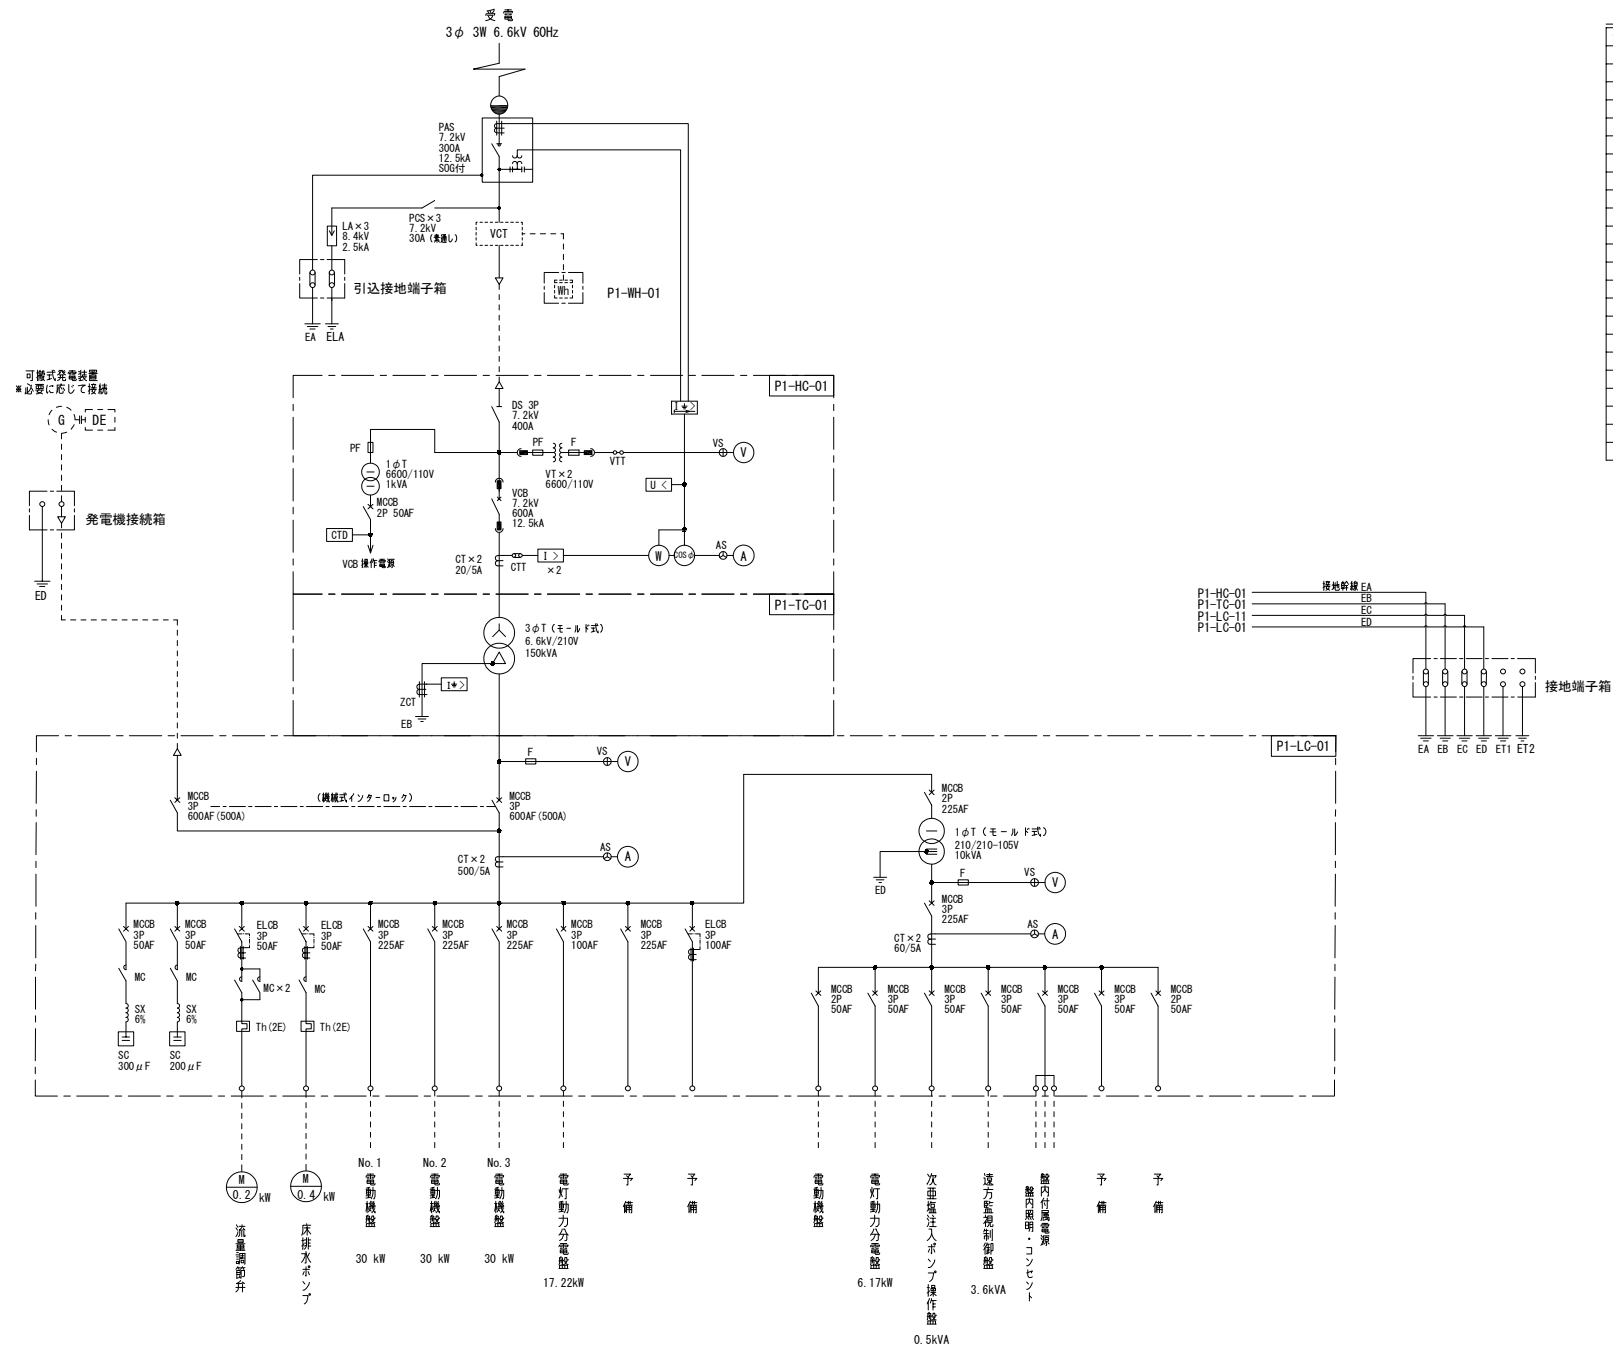 受電
3φ 3W 6.6kV 60Hz
PAS
7.2kV
300A
12.5kA
SOG付
LA×3
8.4kV
2.5kA
PCS×3
7.2kV
30A (素通し)
VCT
Wh
P1-WH-01
引込接地端子箱
EA ELA
可搬式発電装置
※必要に応じて接続
G
DE
発電機接続箱
ED
P1-HC-01
DS 3P
7.2kV
400A
I >
PF
1φT
6600/110V
1kVA
MCCB
2P 50AF
CTD
VCB 操作電源
PF
F
VT×2
6600/110V
VTT
VS
V
VCB
7.2kV
600A
12.5kA
U <
CT×2
20/5A
CTT
I >
×2
W
COSφ
AS
A
P1-TC-01
3φT (モールド式)
6.6kV/210V
150kVA
ZCT
I >
EB
P1-HC-01
P1-TC-01
P1-LC-11
P1-LC-01
接地幹線 EA
EB
EC
ED
接地端子箱
EA EB EC ED ET1 ET2
P1-LC-01
F
VS
V
MCCB
3P
600AF(500A)
(機械式インターロック)
MCCB
3P
600AF(500A)
CT×2
500/5A
AS
A
MCCB
2P
225AF
1φT (モールド式)
210/210-105V
10kVA
ED
F
VS
V
MCCB
3P
225AF
CT×2
60/5A
AS
A
MCCB
3P
50AF
MC
SX
6%
SC
300μF
MCCB
3P
50AF
MC
SX
6%
SC
200μF
ELCB
3P
50AF
MC×2
Th(2E)
ELCB
3P
50AF
MC
Th(2E)
MCCB
3P
225AF
MCCB
3P
225AF
MCCB
3P
225AF
MCCB
3P
100AF
MCCB
3P
225AF
ELCB
3P
100AF
MCCB
2P
50AF
MCCB
3P
50AF
MCCB
3P
50AF
MCCB
3P
50AF
MCCB
3P
50AF
MCCB
3P
50AF
MCCB
2P
50AF
M
0.2 kW
流量調節弁
M
0.4 kW
床排水ポンプ
No.1
電動機盤
30 kW
No.2
電動機盤
30 kW
No.3
電動機盤
30 kW
電灯動力分電盤
17.22kW
予備
予備
電動機盤
電灯動力分電盤
6.17kW
次亜塩注入ポンプ操作盤
0.5kVA
遠方監視制御盤
3.6kVA
盤内付属電源
盤内照明・コンセント
予備
予備